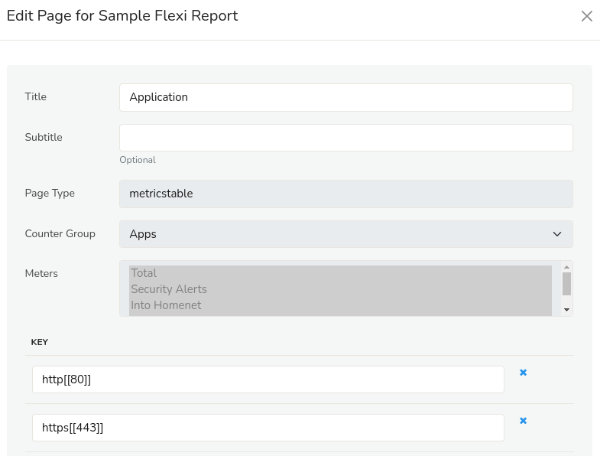 Edit Page for Sample Flexi Report
Title
Application
Subtitle
Optional
Page Type
metricstable
Counter Group
Apps
Meters
Total
Security Alerts
Into Homenet
KEY
http[[80]]
https[[443]]